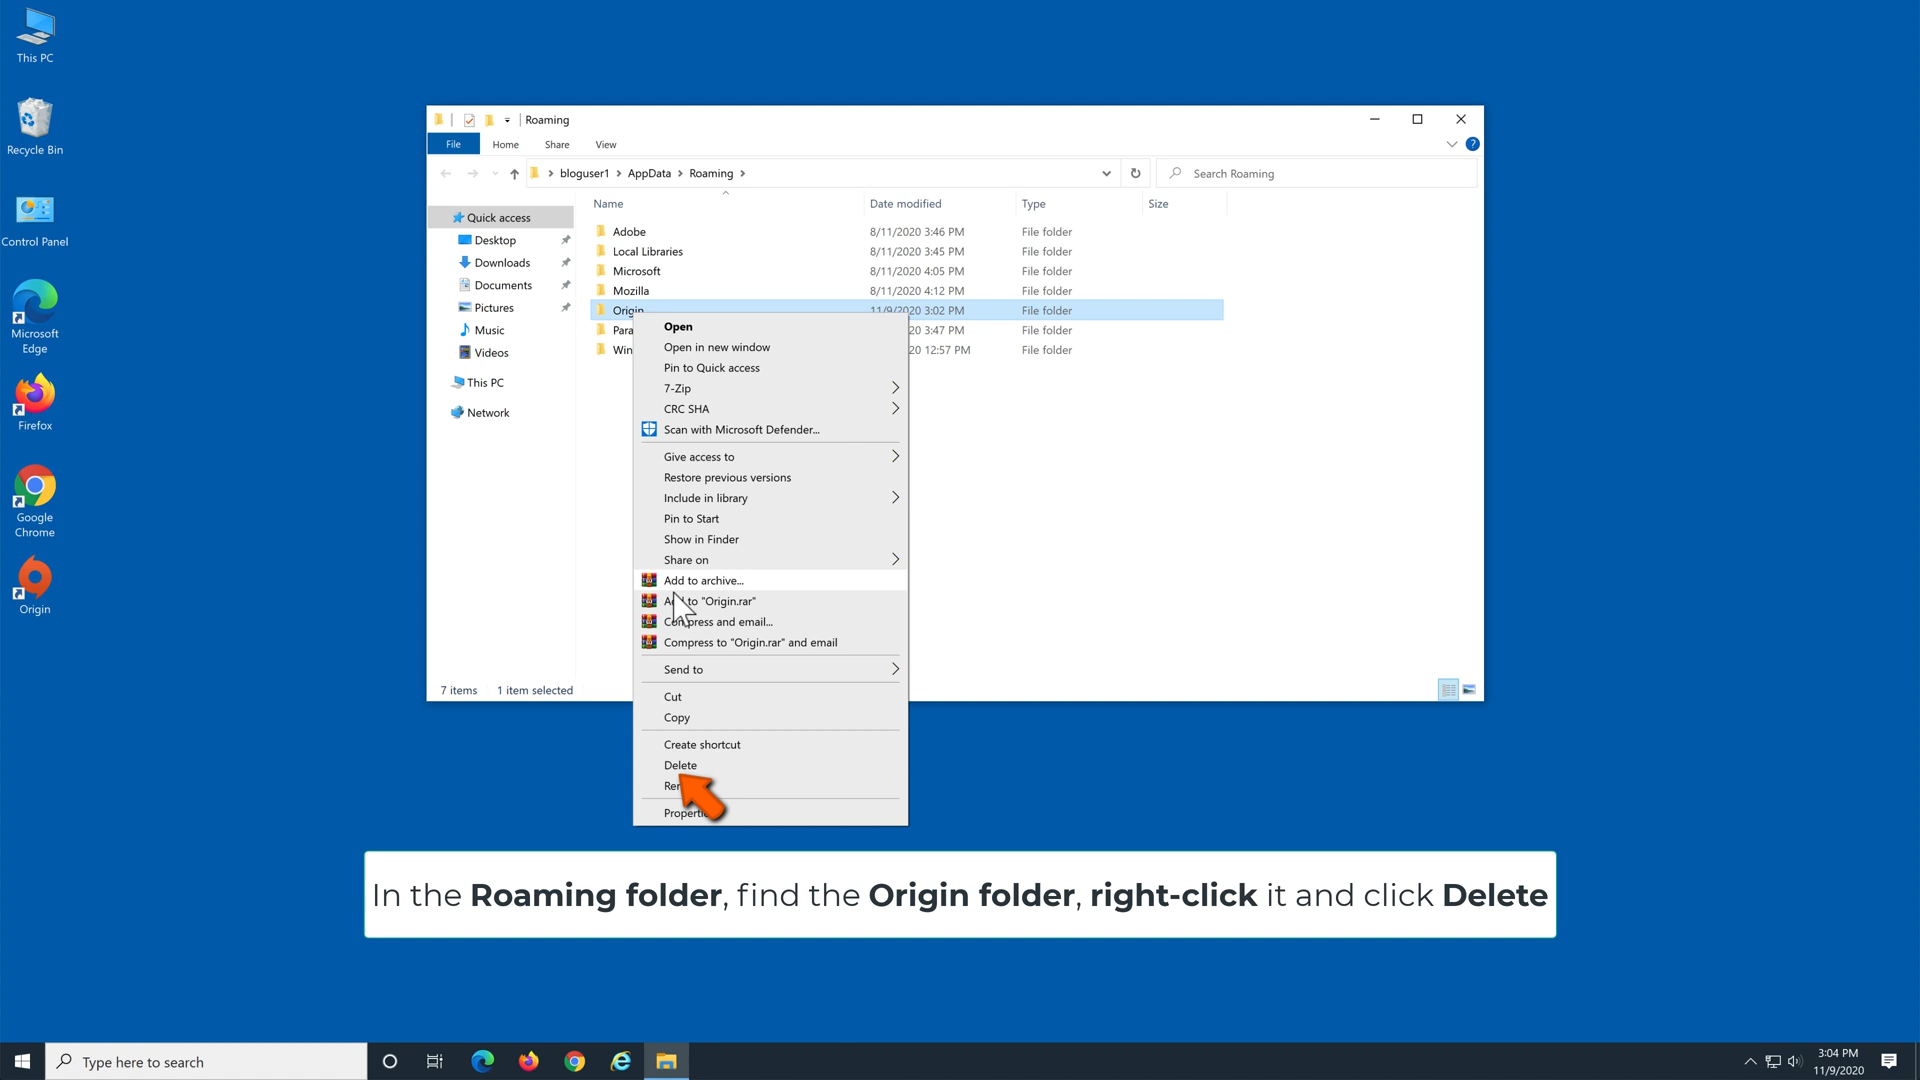 This PC
Recycle Bin
Control Panel
Microsoft
Edge
Firefox
Google
Chrome
Origin
Roaming
File Home Share View
bloguser1 AppData Roaming
Search Roaming
Name Date modified Type Size
Quick access
Desktop
Downloads
Documents
Pictures
Music
Videos
This PC
Network
Adobe 8/11/2020 3:46 PM File folder
Local Libraries 8/11/2020 3:45 PM File folder
Microsoft 8/11/2020 4:05 PM File folder
Mozilla 8/11/2020 4:12 PM File folder
Origin 11/9/2020 3:02 PM File folder
Para 20 3:47 PM File folder
Win 20 12:57 PM File folder
Open
Open in new window
Pin to Quick access
7-Zip
CRC SHA
Scan with Microsoft Defender...
Give access to
Restore previous versions
Include in library
Pin to Start
Show in Finder
Share on
Add to archive...
to "Origin.rar"
Compress and email...
Compress to "Origin.rar" and email
Send to
Cut
Copy
Create shortcut
Delete
7 items 1 item selected
In the Roaming folder, find the Origin folder, right-click it and click Delete
Type here to search
3:04 PM
11/9/2020